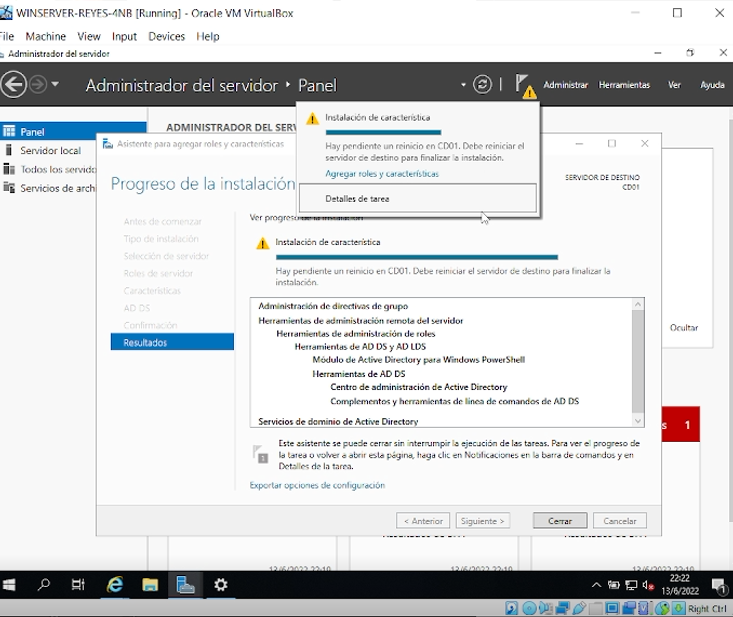 WINSERVER-REYES-4NB [Running] - Oracle VM VirtualBox
File Machine View Input Devices Help
Administrador del servidor
Administrador del servidor Panel
Administrar Herramientas Ver Ayuda
Panel
Servidor local
Todos los servido
Servicios de arch
ADMINISTRADOR DEL SERV
Instalación de característica
Hay pendiente un reinicio en CD01. Debe reiniciar el
servidor de destino para finalizar la instalación.
Agregar roles y características
Detalles de tarea
Asistente para agregar roles y características
Progreso de la instalación
SERVIDOR DE DESTINO
CD01
Antes de comenzar
Tipo de instalación
Selección de servidor
Roles de servidor
Características
AD DS
Confirmación
Resultados
Ver progreso de la instalación
Instalación de característica
Hay pendiente un reinicio en CD01. Debe reiniciar el servidor de destino para finalizar la
instalación.
Administración de directivas de grupo
Herramientas de administración remota del servidor
Herramientas de administración de roles
Herramientas de AD DS y AD LDS
Módulo de Active Directory para Windows PowerShell
Herramientas de AD DS
Centro de administración de Active Directory
Complementos y herramientas de línea de comandos de AD DS
Servicios de dominio de Active Directory
1
Este asistente se puede cerrar sin interrumpir la ejecución de las tareas. Para ver el progreso de
la tarea o volver a abrir esta página, haga clic en Notificaciones en la barra de comandos y en
Detalles de la tarea.
Exportar opciones de configuración
< Anterior Siguiente > Cerrar Cancelar
Ocultar
s 1
13/6/2022 22:19
22:22
13/6/2022
1
Right Ctrl